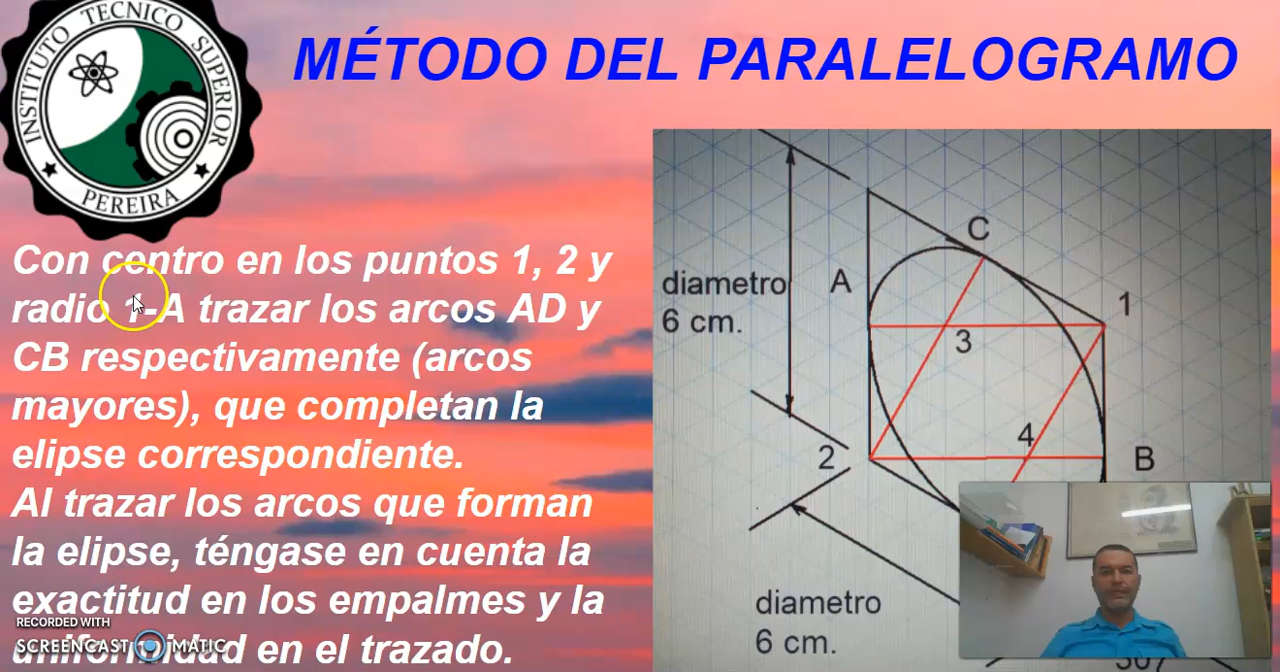 INSTITUTO TECNICO SUPERIOR
PEREIRA
MÉTODO DEL PARALELOGRAMO
Con centro en los puntos 1, 2 y
radio 1-A trazar los arcos AD y
CB respectivamente (arcos
mayores), que completan la
elipse correspondiente.
Al trazar los arcos que forman
la elipse, téngase en cuenta la
exactitud en los empalmes y la
uniformidad en el trazado.
RECORDED WITH
SCREENCAST MATIC
C
A
diametro
6 cm.
1
3
4
2
B
diametro
6 cm.